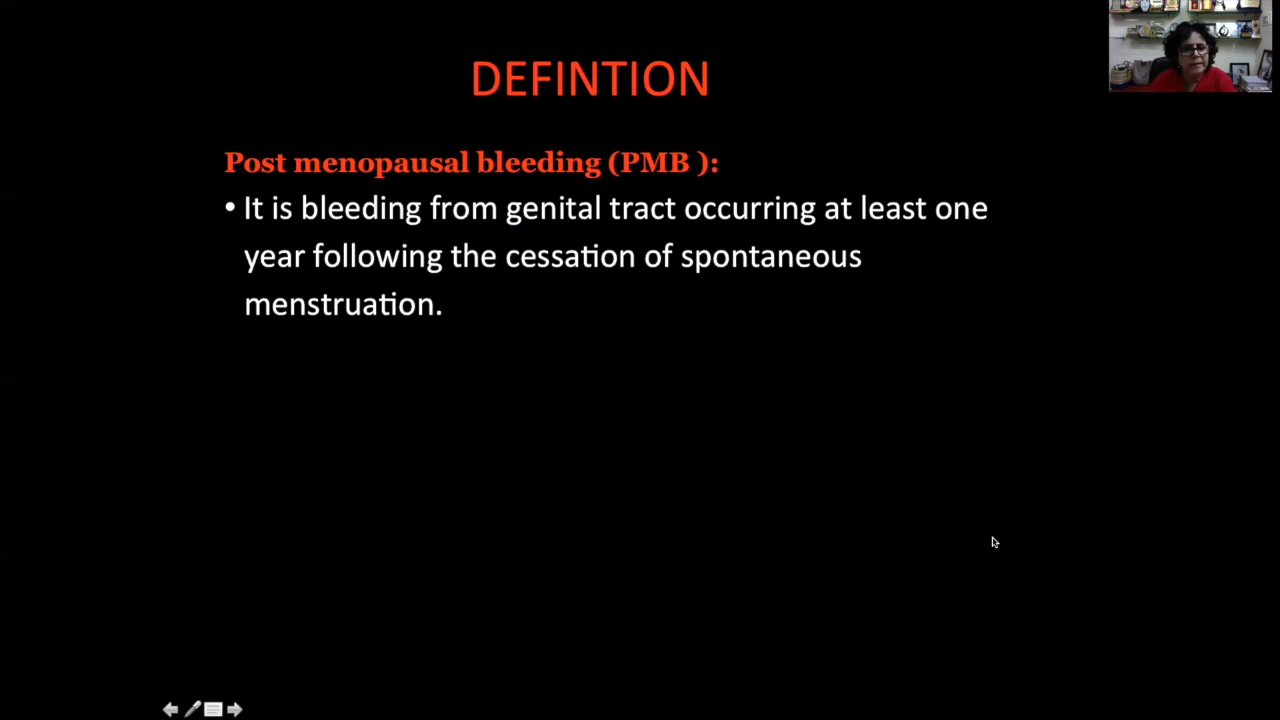 DEFINTION
Post menopausal bleeding (PMB ):
• It is bleeding from genital tract occurring at least one
year following the cessation of spontaneous
menstruation.